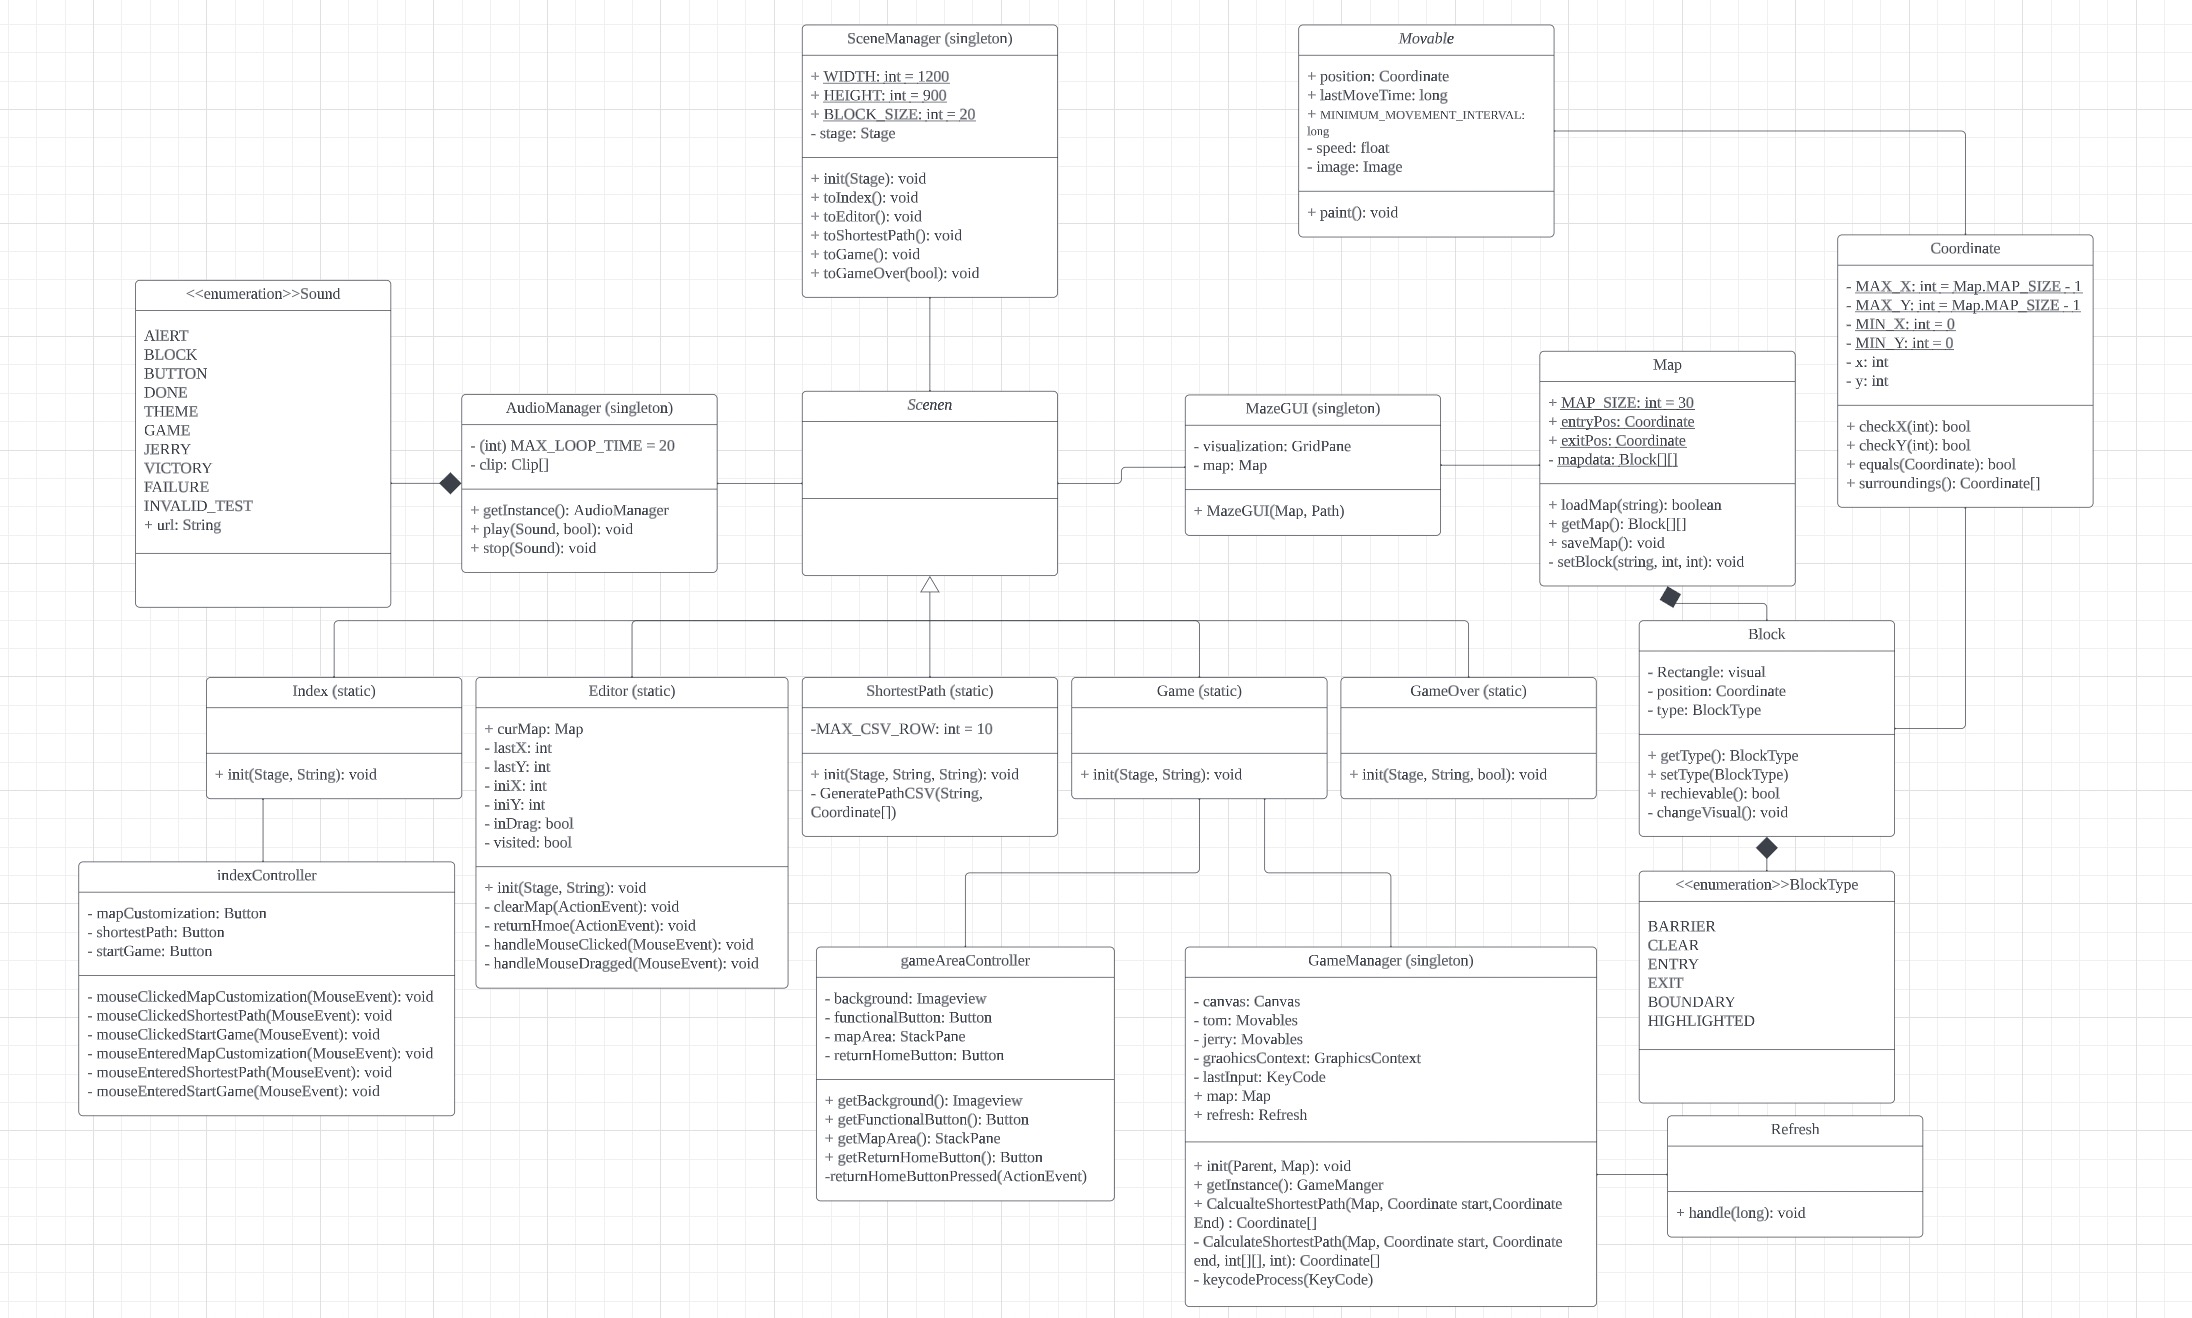 SceneManager (singleton)
+ WIDTH: int = 1200
+ HEIGHT: int = 900
+ BLOCK_SIZE: int = 20
- stage: Stage
+ init(Stage): void
+ toIndex(): void
+ toEditor(): void
+ toShortestPath(): void
+ toGame(): void
+ toGameOver(bool): void
Movable
+ position: Coordinate
+ lastMoveTime: long
+ MINIMUM_MOVEMENT_INTERVAL:
long
- speed: float
- image: Image
+ paint(): void
Coordinate
- MAX_X: int = Map.MAP_SIZE - 1
- MAX_Y: int = Map.MAP_SIZE - 1
- MIN_X: int = 0
- MIN_Y: int = 0
- x: int
- y: int
+ checkX(int): bool
+ checkY(int): bool
+ equals(Coordinate): bool
+ surroundings(): Coordinate[]
<<enumeration>>Sound
AlERT
BLOCK
BUTTON
DONE
THEME
GAME
JERRY
VICTORY
FAILURE
INVALID_TEST
+ url: String
AudioManager (singleton)
- (int) MAX_LOOP_TIME = 20
- clip: Clip[]
+ getInstance(): AudioManager
+ play(Sound, bool): void
+ stop(Sound): void
Scenen
MazeGUI (singleton)
- visualization: GridPane
- map: Map
+ MazeGUI(Map, Path)
Map
+ MAP_SIZE: int = 30
+ entryPos: Coordinate
+ exitPos: Coordinate
- mapdata: Block[][]
+ loadMap(string): boolean
+ getMap(): Block[][]
+ saveMap(): void
- setBlock(string, int, int): void
Block
- Rectangle: visual
- position: Coordinate
- type: BlockType
+ getType(): BlockType
+ setType(BlockType)
+ rechievable(): bool
- changeVisual(): void
Index (static)
+ init(Stage, String): void
Editor (static)
+ curMap: Map
- lastX: int
- lastY: int
- iniX: int
- iniY: int
- inDrag: bool
- visited: bool
+ init(Stage, String): void
- clearMap(ActionEvent): void
- returnHmoe(ActionEvent): void
- handleMouseClicked(MouseEvent): void
- handleMouseDragged(MouseEvent): void
ShortestPath (static)
-MAX_CSV_ROW: int = 10
+ init(Stage, String, String): void
- GeneratePathCSV(String,
Coordinate[])
Game (static)
+ init(Stage, String): void
GameOver (static)
+ init(Stage, String, bool): void
indexController
- mapCustomization: Button
- shortestPath: Button
- startGame: Button
- mouseClickedMapCustomization(MouseEvent): void
- mouseClickedShortestPath(MouseEvent): void
- mouseClickedStartGame(MouseEvent): void
- mouseEnteredMapCustomization(MouseEvent): void
- mouseEnteredShortestPath(MouseEvent): void
- mouseEnteredStartGame(MouseEvent): void
gameAreaController
- background: Imageview
- functionalButton: Button
- mapArea: StackPane
- returnHomeButton: Button
+ getBackground(): Imageview
+ getFunctionalButton(): Button
+ getMapArea(): StackPane
+ getReturnHomeButton(): Button
-returnHomeButtonPressed(ActionEvent)
GameManager (singleton)
- canvas: Canvas
- tom: Movables
- jerry: Movables
- graohicsContext: GraphicsContext
- lastInput: KeyCode
+ map: Map
+ refresh: Refresh
+ init(Parent, Map): void
+ getInstance(): GameManger
+ CalcualteShortestPath(Map, Coordinate start,Coordinate
End) : Coordinate[]
- CalculateShortestPath(Map, Coordinate start, Coordinate
end, int[][], int): Coordinate[]
- keycodeProcess(KeyCode)
<<enumeration>>BlockType
BARRIER
CLEAR
ENTRY
EXIT
BOUNDARY
HIGHLIGHTED
Refresh
+ handle(long): void